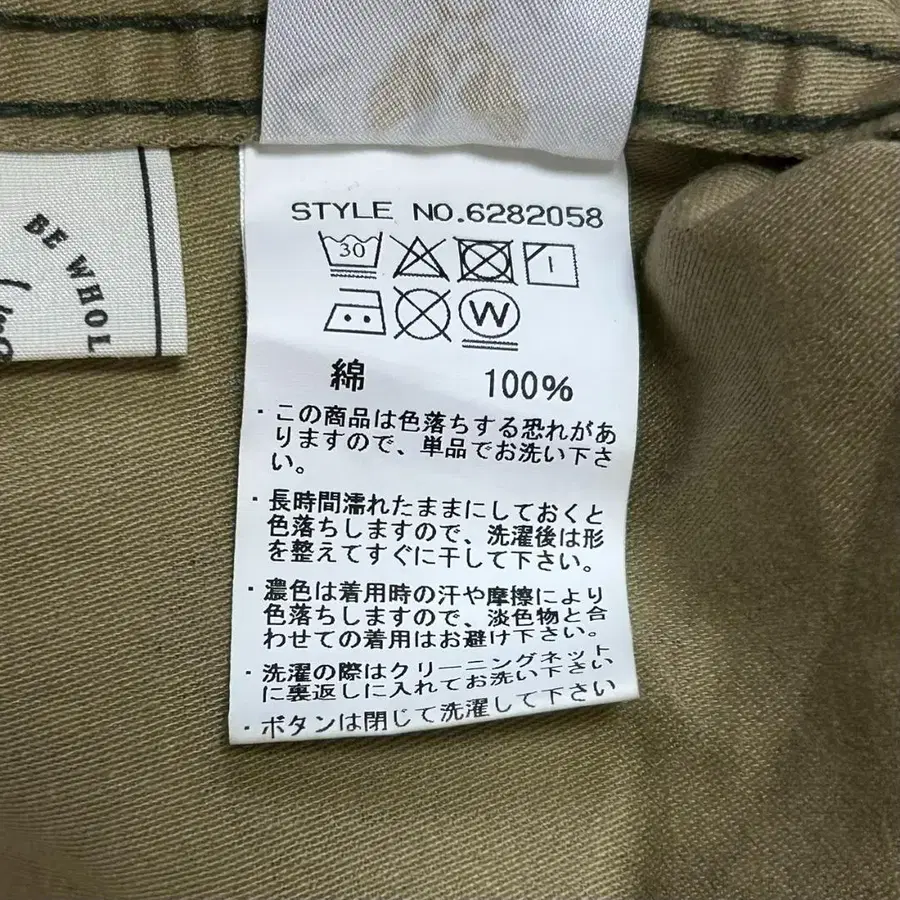 BE WHOL
STYLE NO.6282058
30
W
綿 100%
・この商品は色落ちする恐れがあ
りますので、単品でお洗い下さ
い。
・長時間濡れたままにしておくと
色落ちしますので、洗濯後は形
を整えてすぐに干して下さい。
・濃色は着用時の汗や摩擦により
色落ちしますので、淡色物と合
わせての着用はお避け下さい。
・洗濯の際はクリーニングネット
に裏返しに入れてお洗い下さい
・ボタンは閉じて洗濯して下さい